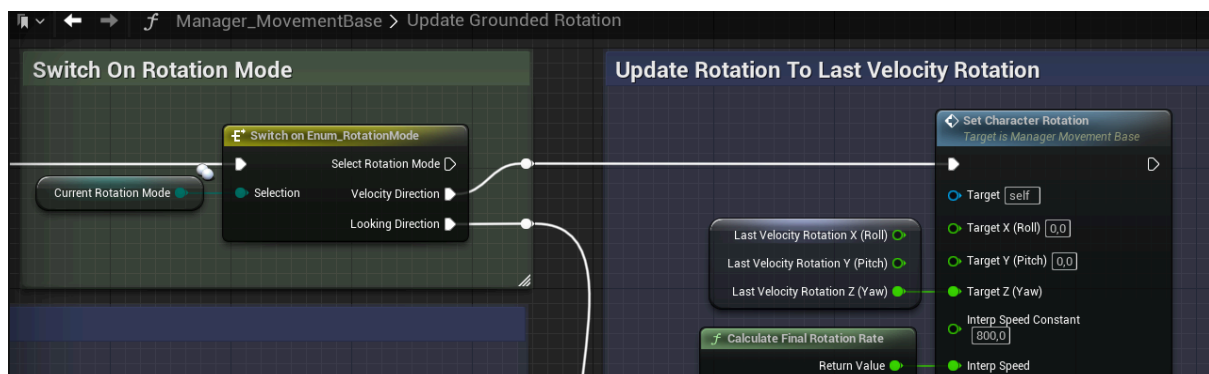 f Manager_MovementBase > Update Grounded Rotation
Switch On Rotation Mode
Switch on Enum_RotationMode
Select Rotation Mode
Current Rotation Mode
Selection
Velocity Direction
Looking Direction
Update Rotation To Last Velocity Rotation
Set Character Rotation
Target is Manager Movement Base
Target self
Last Velocity Rotation X (Roll)
Target X (Roll) 0,0
Last Velocity Rotation Y (Pitch)
Target Y (Pitch) 0,0
Last Velocity Rotation Z (Yaw)
Target Z (Yaw)
Interp Speed Constant
800,0
f Calculate Final Rotation Rate
Return Value
Interp Speed